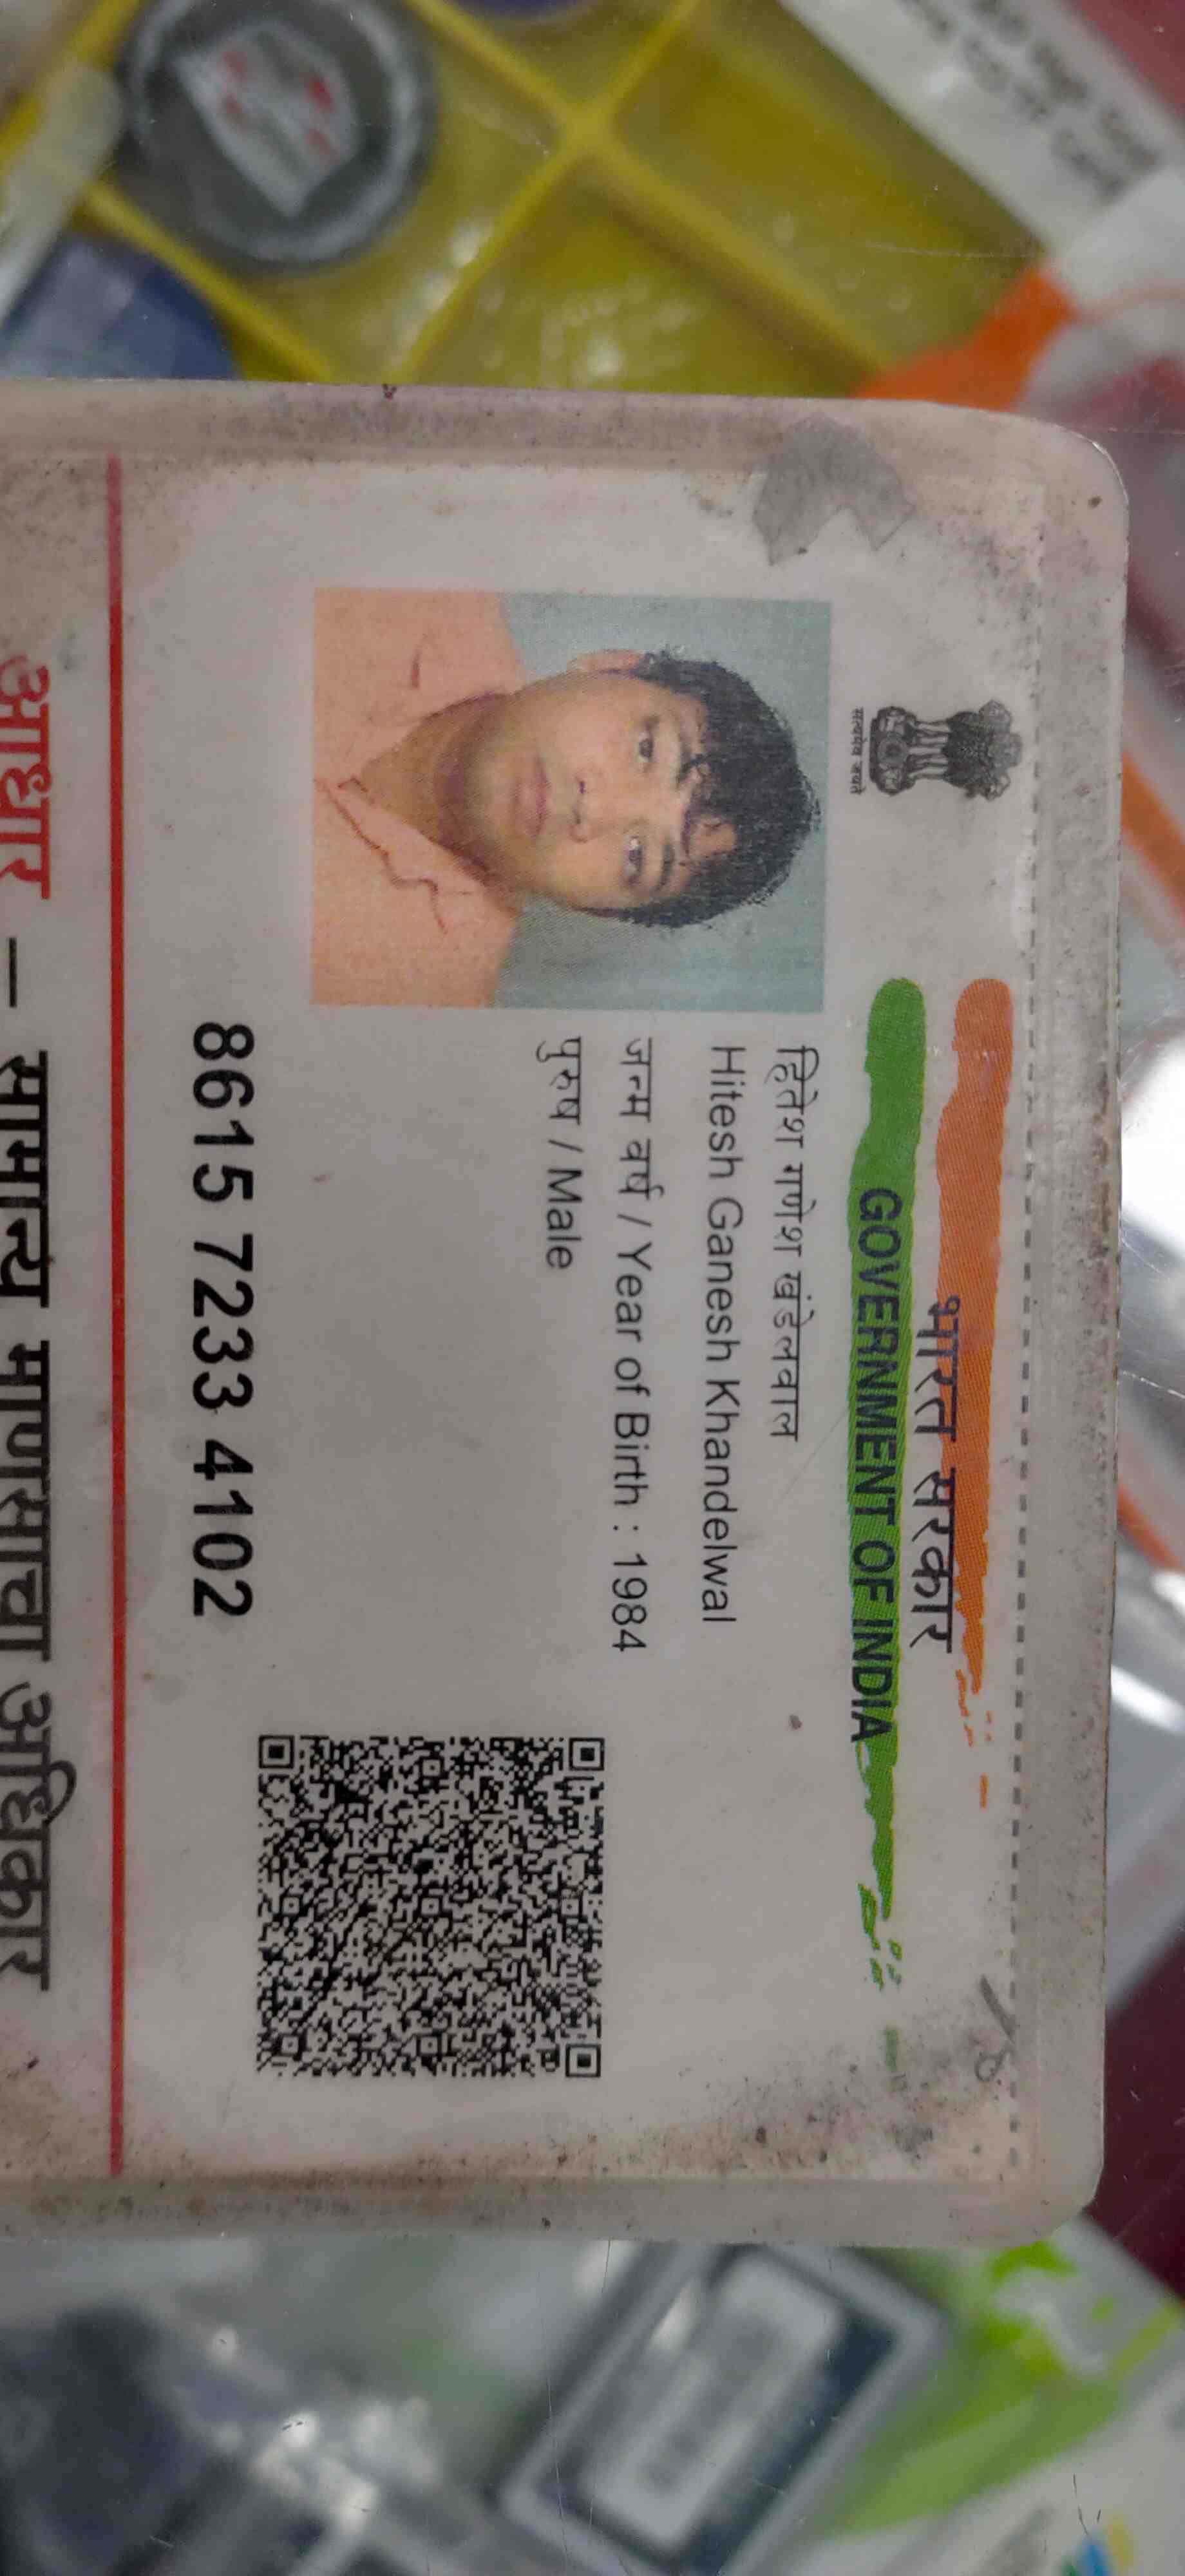 भारत सरकार
GOVERNMENT OF INDIA
सत्यमेव जयते
हितेश गणेश खंडेलवाल
Hitesh Ganesh Khandelwal
जन्म वर्ष / Year of Birth : 1984
पुरुष / Male
8615 7233 4102
आधार – सामान्य माणसाचा अधिकार